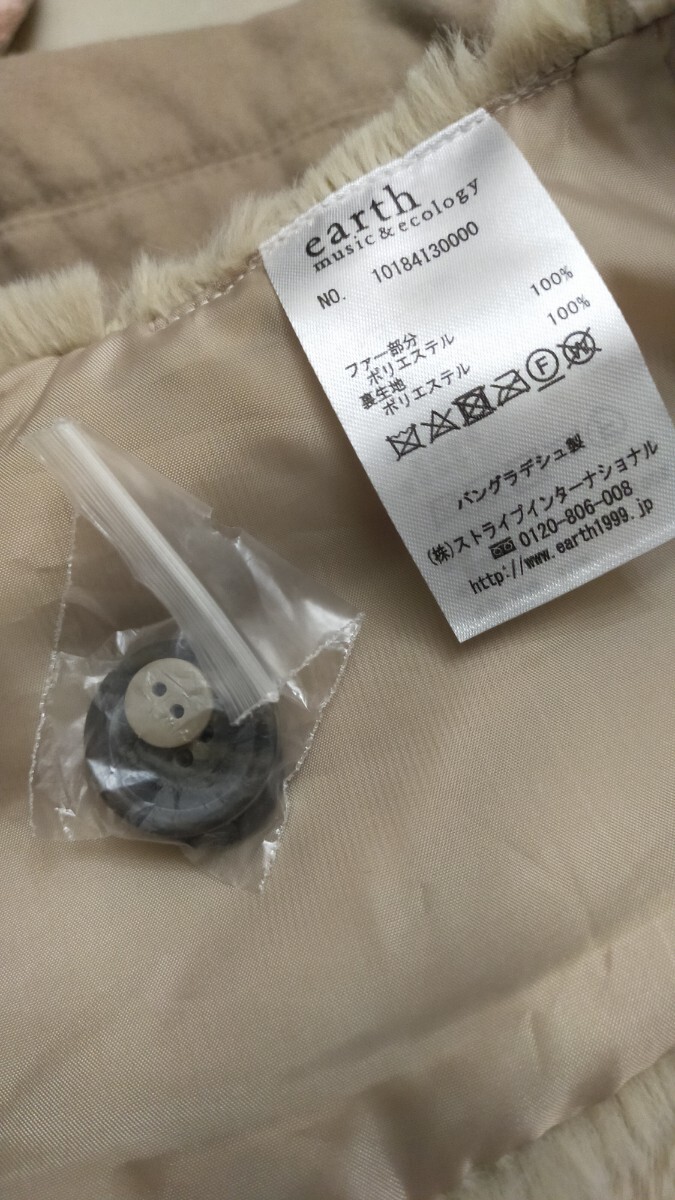 earth
music&ecology
NO. 10184130000
ファー部分
ポリエステル 100%
裏生地
ポリエステル 100%
F
W
バングラデシュ製
(株)ストライプインターナショナル
0120-806-008
http://www.earth1999.jp